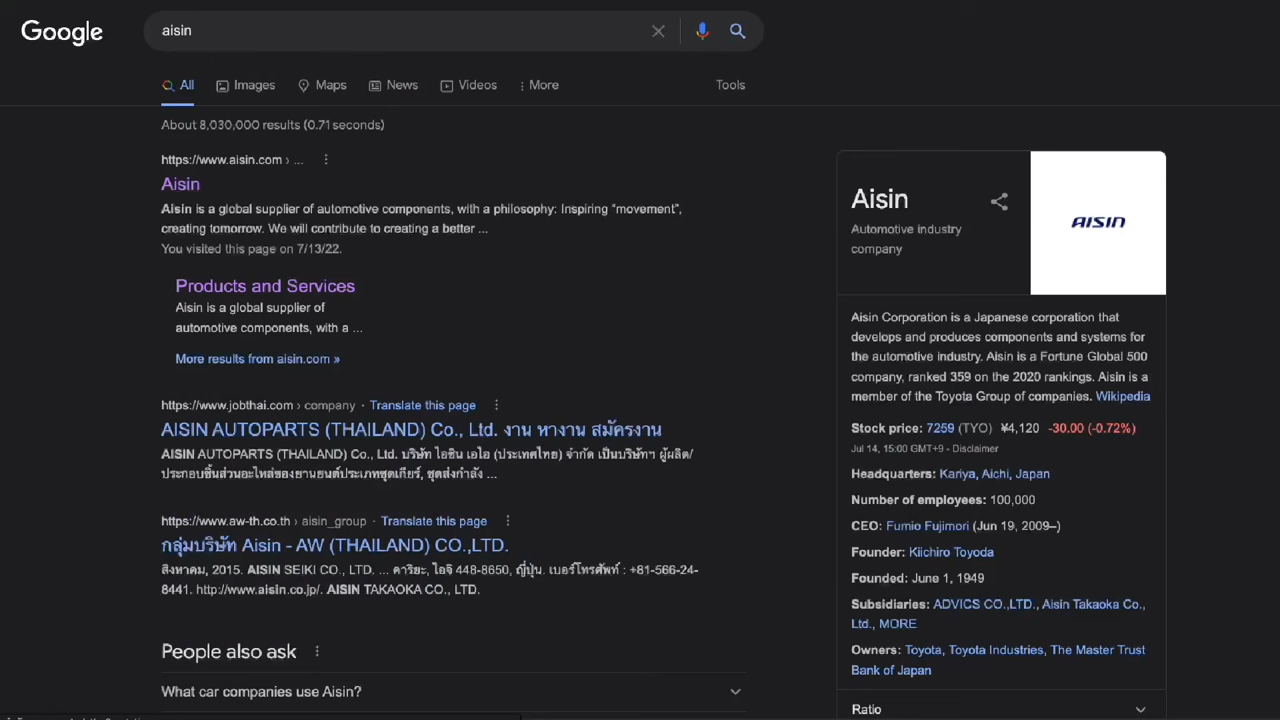 Google
aisin
All
Images
Maps
News
Videos
More
Tools
About 8,030,000 results (0.71 seconds)
https://www.aisin.com › ...
Aisin
Aisin is a global supplier of automotive components, with a philosophy: Inspiring “movement”,
creating tomorrow. We will contribute to creating a better ...
You visited this page on 7/13/22.
Products and Services
Aisin is a global supplier of
automotive components, with a ...
More results from aisin.com »
https://www.jobthai.com › company · Translate this page
AISIN AUTOPARTS (THAILAND) Co., Ltd. งาน หางาน สมัครงาน
AISIN AUTOPARTS (THAILAND) Co., Ltd. บริษัท ไอซิน เอไอ (ประเทศไทย) จำกัด เป็นบริษัทฯ ผู้ผลิต/
ประกอบชิ้นส่วนอะไหล่ของยานยนต์ประเภทชุดเกียร์, ชุดส่งกำลัง ...
https://www.aw-th.co.th › aisin_group · Translate this page
กลุ่มบริษัท Aisin - AW (THAILAND) CO.,LTD.
สิงหาคม, 2015. AISIN SEIKI CO., LTD. ... คาริยะ, ไอจิ 448-8650, ญี่ปุ่น. เบอร์โทรศัพท์ : +81-566-24-
8441. http://www.aisin.co.jp/. AISIN TAKAOKA CO., LTD.
People also ask
What car companies use Aisin?
Aisin
Automotive industry
company
AISIN
Aisin Corporation is a Japanese corporation that
develops and produces components and systems for
the automotive industry. Aisin is a Fortune Global 500
company, ranked 359 on the 2020 rankings. Aisin is a
member of the Toyota Group of companies. Wikipedia
Stock price: 7259 (TYO) ¥4,120 -30.00 (-0.72%)
Jul 14, 15:00 GMT+9 - Disclaimer
Headquarters: Kariya, Aichi, Japan
Number of employees: 100,000
CEO: Fumio Fujimori (Jun 19, 2009–)
Founder: Kiichiro Toyoda
Founded: June 1, 1949
Subsidiaries: ADVICS CO.,LTD., Aisin Takaoka Co.,
Ltd., MORE
Owners: Toyota, Toyota Industries, The Master Trust
Bank of Japan
Ratio